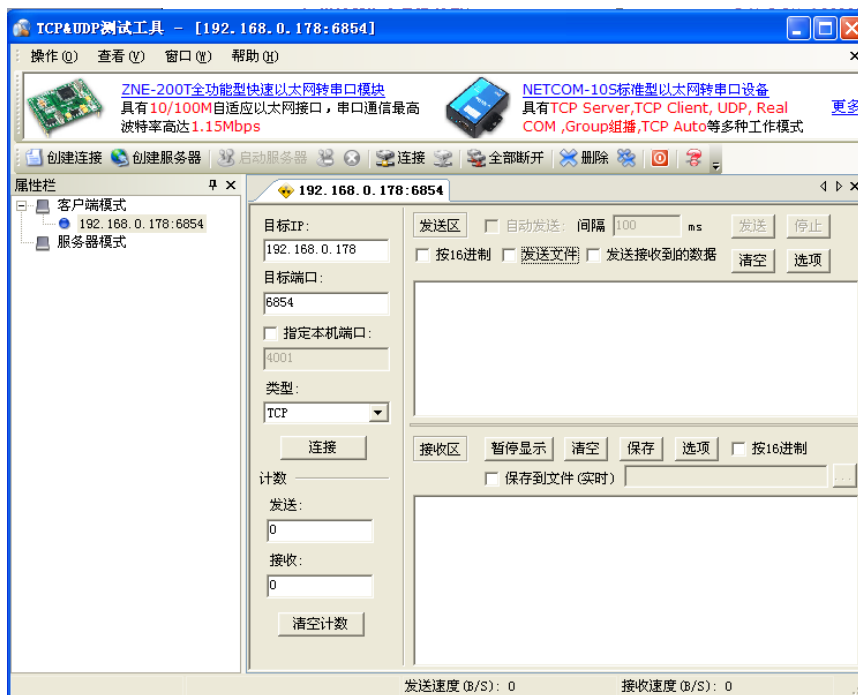 TCP&UDP测试工具 - [192.168.0.178:6854]
操作(O) 查看(V) 窗口(W) 帮助(H)
ZNE-200T全功能型快速以太网转串口模块
具有10/100M自适应以太网接口，串口通信最高
波特率高达1.15Mbps
NETCOM-10S标准型以太网转串口设备
具有TCP Server,TCP Client, UDP, Real
COM ,Group组播,TCP Auto等多种工作模式
更多
创建连接 创建服务器 启动服务器 连接 全部断开 删除
属性栏
客户端模式
192.168.0.178:6854
服务器模式
192.168.0.178:6854
目标IP:
192.168.0.178
目标端口:
6854
指定本机端口:
4001
类型:
TCP
连接
计数
发送:
0
接收:
0
清空计数
发送区 自动发送: 间隔 100 ms 发送 停止
按16进制 发送文件 发送接收到的数据 清空 选项
接收区 暂停显示 清空 保存 选项 按16进制
保存到文件(实时) ...
发送速度(B/S): 0 接收速度(B/S): 0